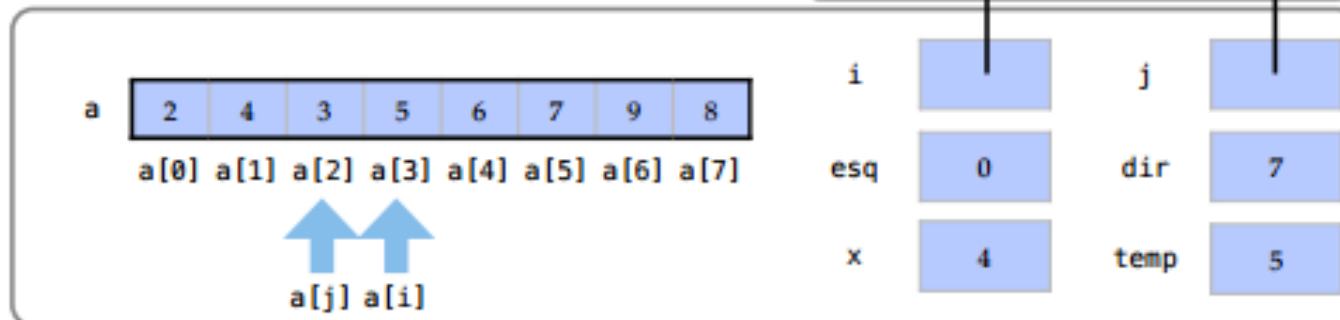 i j
a 2 4 3 5 6 7 9 8
a[0] a[1] a[2] a[3] a[4] a[5] a[6] a[7]
esq 0 dir 7
x 4 temp 5
a[j] a[i]